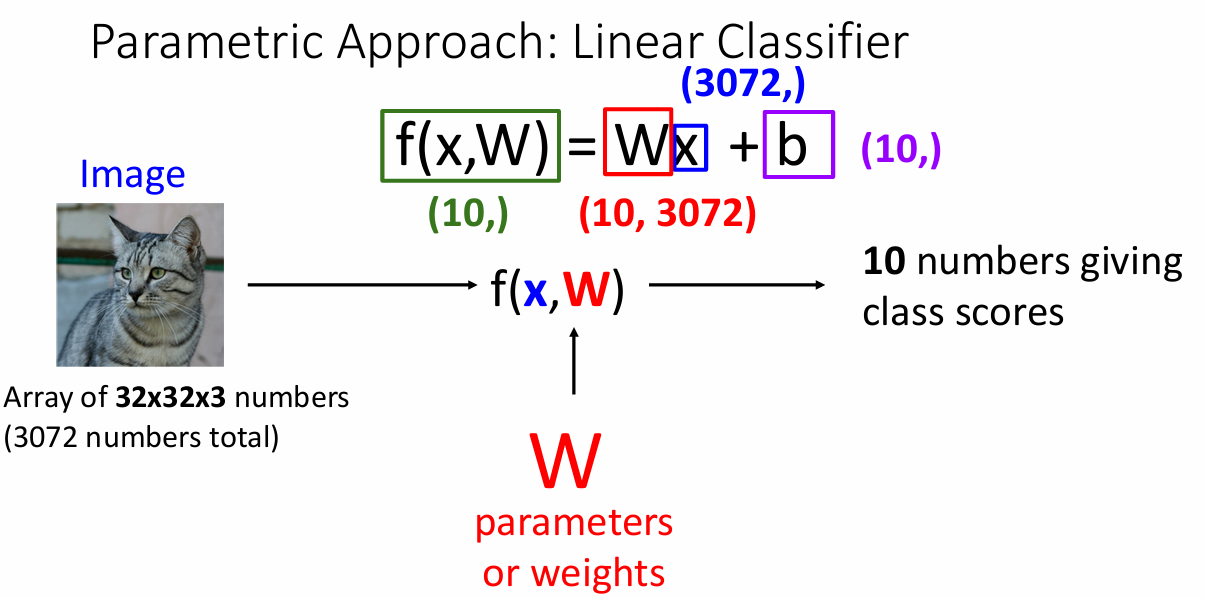 Parametric Approach: Linear Classifier
(3072,)
f(x,W) = Wx + b (10,)
(10,) (10, 3072)
Image
f(x,W)
10 numbers giving
class scores
Array of 32x32x3 numbers
(3072 numbers total)
W
parameters
or weights